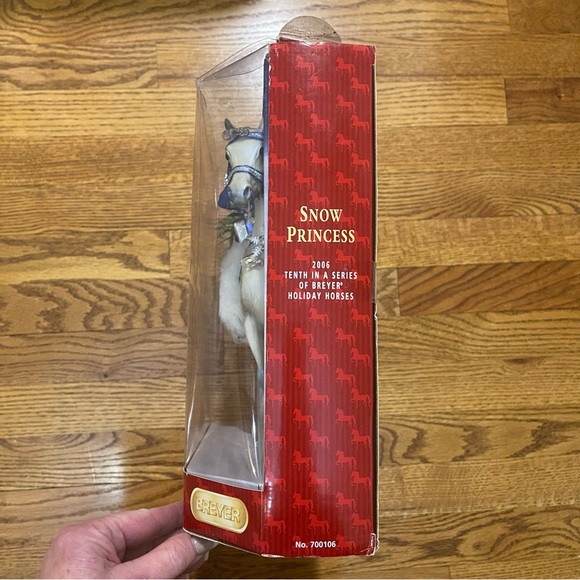 SNOW
PRINCESS
2006
TENTH IN A SERIES
OF BREYER®
HOLIDAY HORSES
BREYER
No. 700106